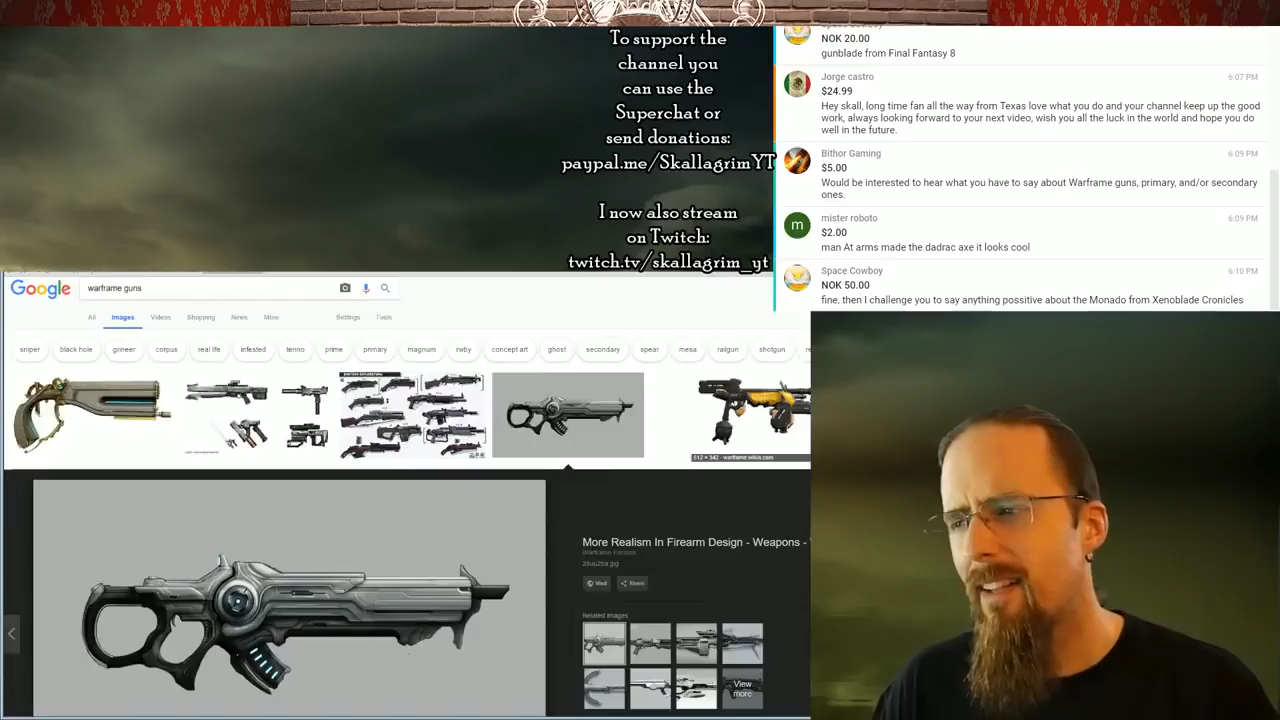 To support the
channel you
can use the
Superchat or
send donations:
paypal.me/SkallagrimYT
I now also stream
on Twitch:
twitch.tv/skallagrim_yt
NOK 20.00
gunblade from Final Fantasy 8
Jorge castro
6:07 PM
$24.99
Hey skall, long time fan all the way from Texas love what you do and your channel keep up the good
work, always looking forward to your next video, wish you all the luck in the world and hope you do
well in the future.
Bithor Gaming
6:09 PM
$5.00
Would be interested to hear what you have to say about Warframe guns, primary, and/or secondary
ones.
m
mister roboto
6:09 PM
$2.00
man At arms made the dadrac axe it looks cool
Space Cowboy
6:10 PM
NOK 50.00
fine, then I challenge you to say anything possitive about the Monado from Xenoblade Cronicles
Google
warframe guns
All Images Videos Shopping News More Settings Tools
sniper black hole grineer corpus real life infested tenno prime primary magnum rwby concept art ghost secondary spear mesa railgun shotgun
512 × 342 - warframe.wikia.com
More Realism In Firearm Design - Weapons -
Warframe Forums
Visit Share
Related images
View
more